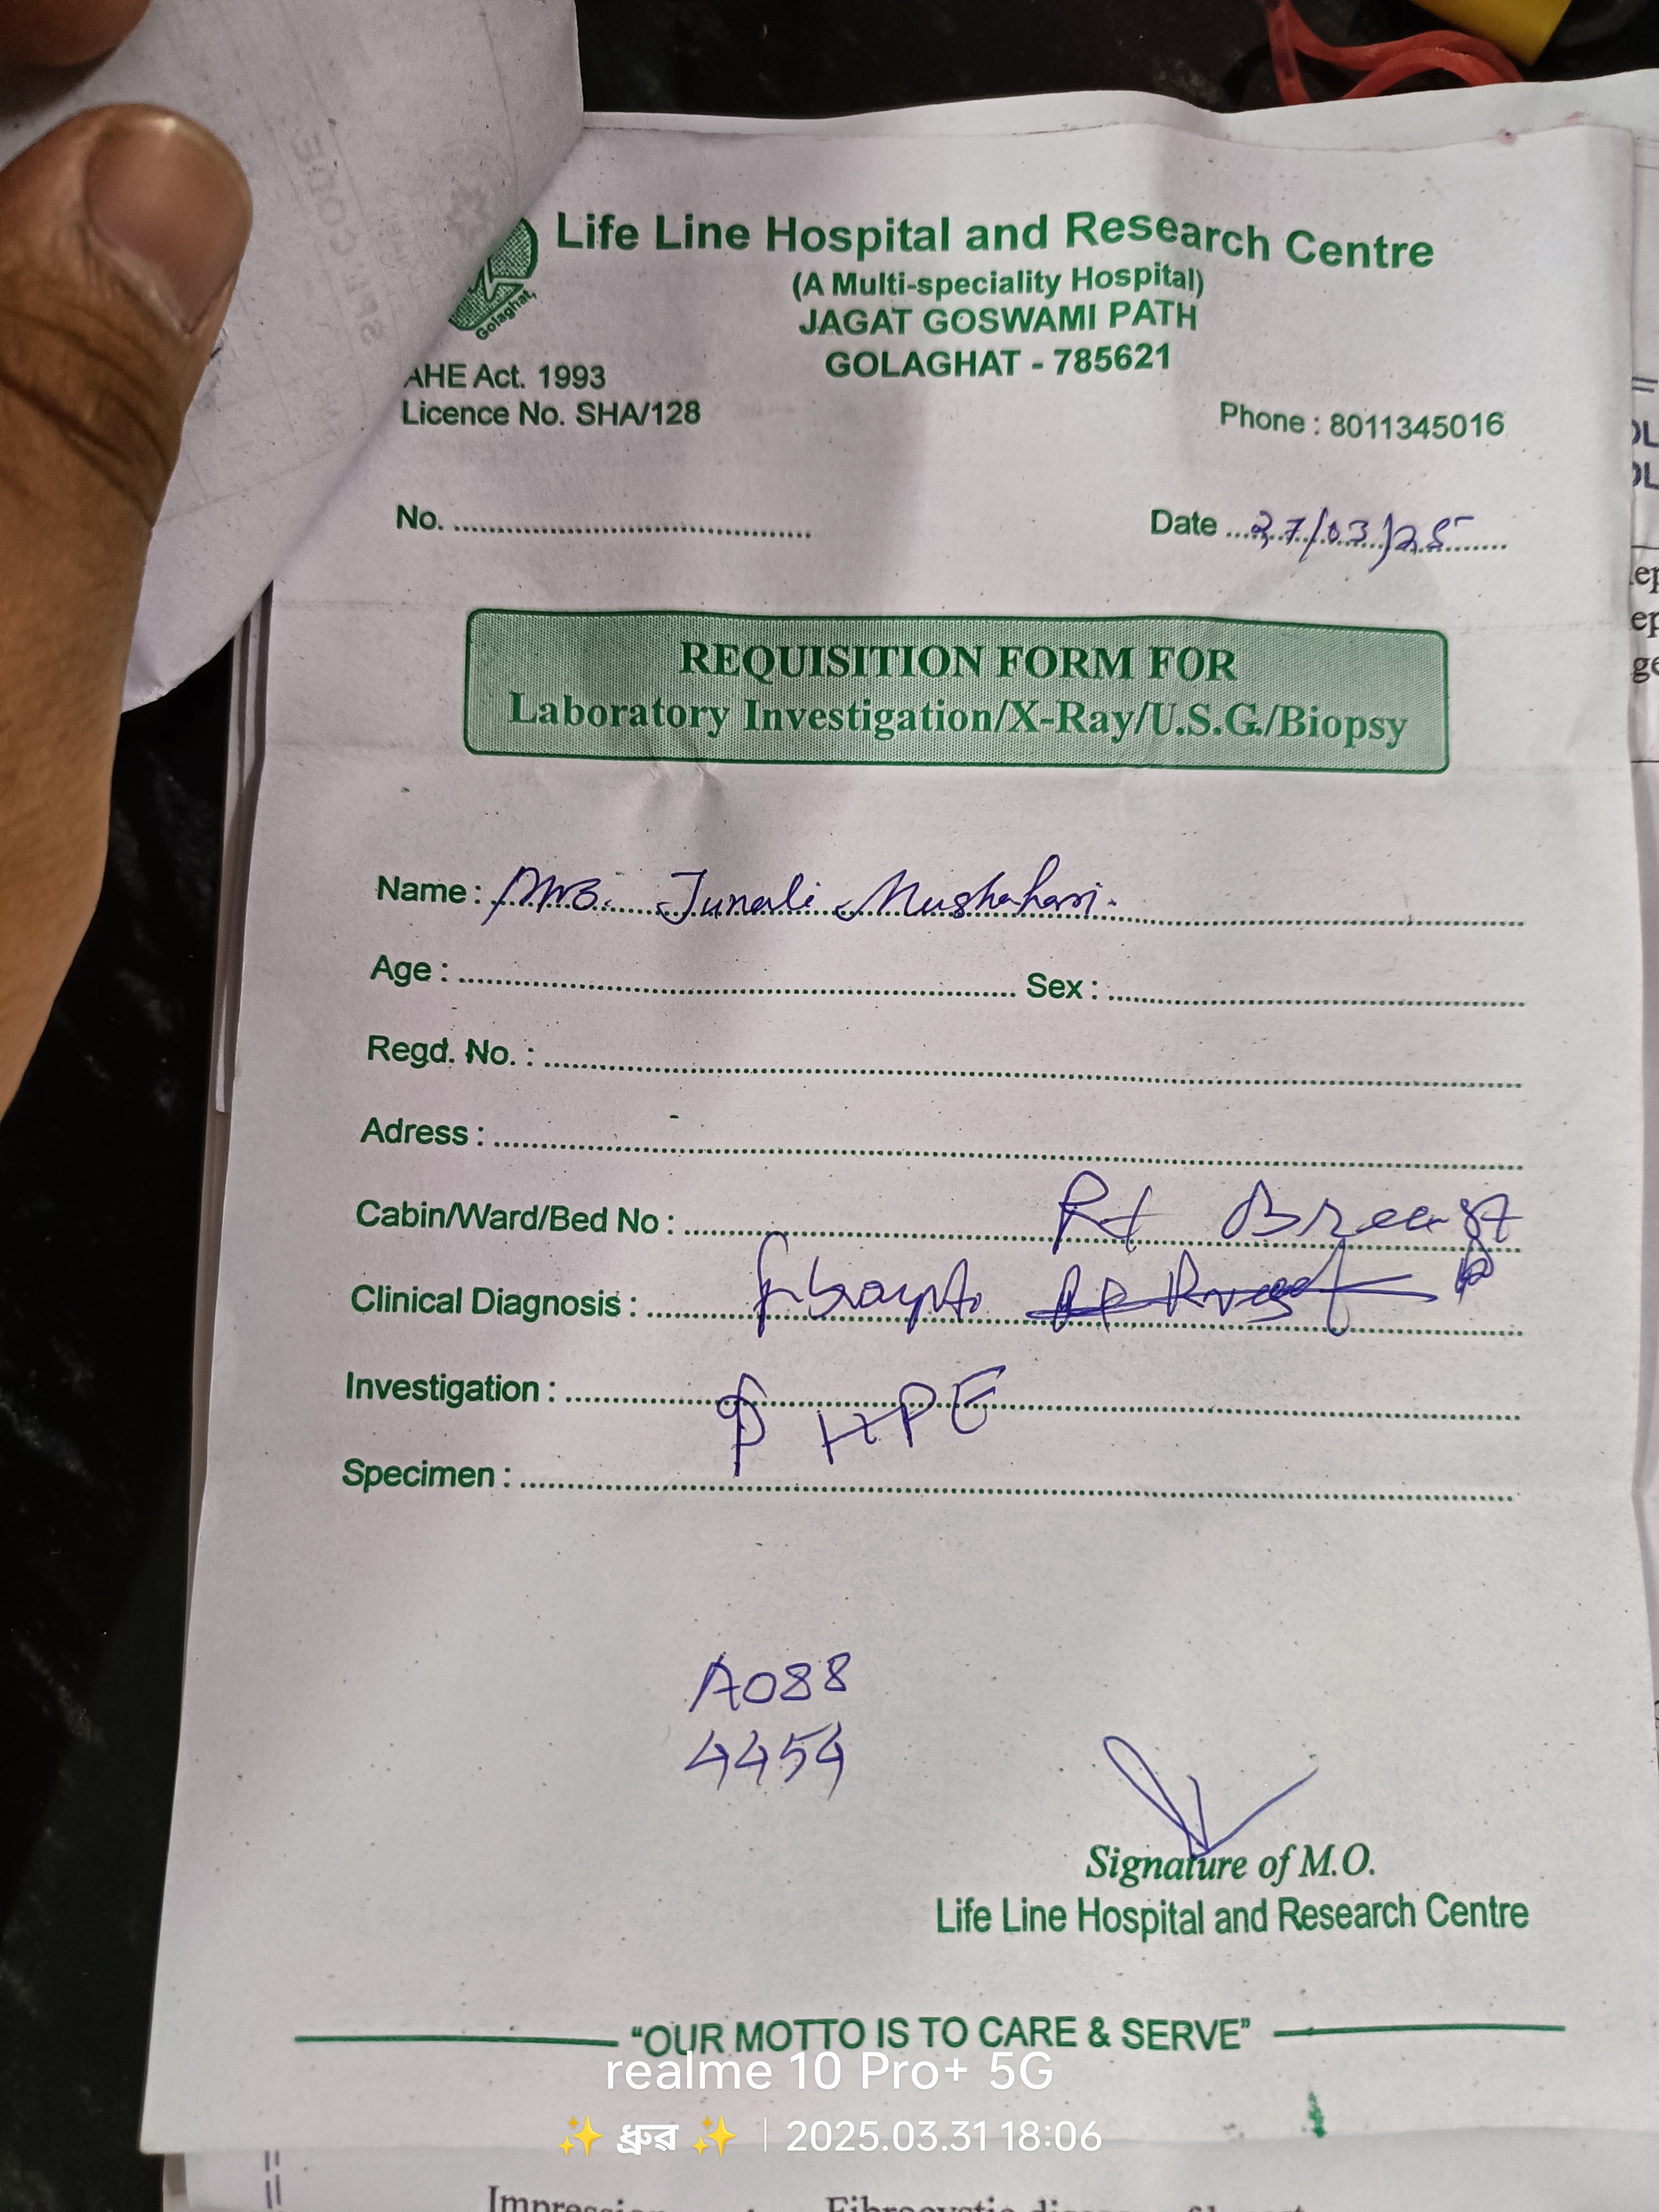 Life Line Hospital and Research Centre
(A Multi-speciality Hospital)
JAGAT GOSWAMI PATH
GOLAGHAT - 785621
Golaghat,
AHE Act. 1993
Licence No. SHA/128
Phone : 8011345016
No. ........................................
Date ...27/03/25.......
REQUISITION FORM FOR
Laboratory Investigation/X-Ray/U.S.G./Biopsy
Name : Mrs. Junali Mushahari.
Age : ........................................ Sex : ........................................
Regd. No. : ........................................
Adress : ........................................
Cabin/Ward/Bed No : ........................ Rt Breast
Clinical Diagnosis :
Investigation : ............ HPE
Specimen : ........................................
A088
4454
Signature of M.O.
Life Line Hospital and Research Centre
“OUR MOTTO IS TO CARE & SERVE”
realme 10 Pro+ 5G
✨ ধ্ৰুৱ ✨ | 2025.03.31 18:06
Fibrocystic